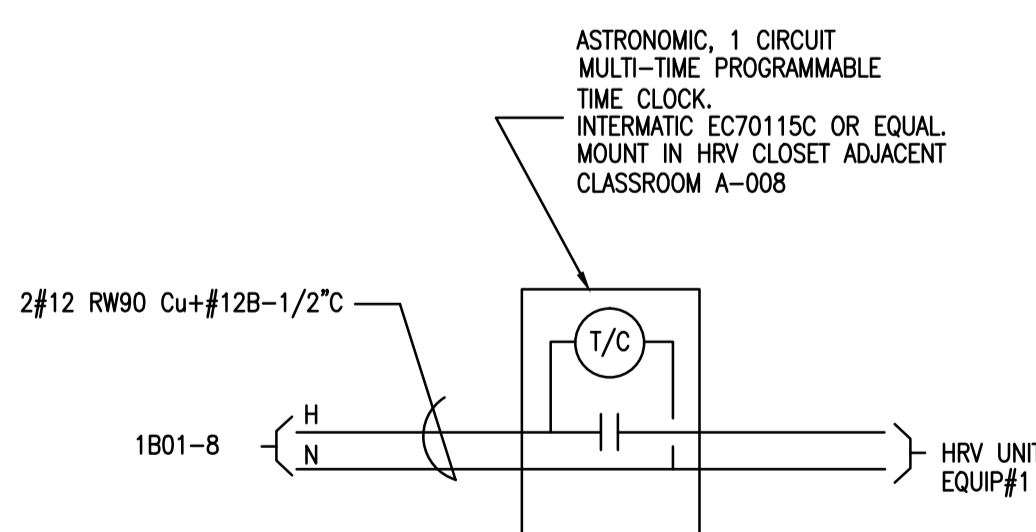 ASTRONOMIC, 1 CIRCUIT
MULTI-TIME PROGRAMMABLE
TIME CLOCK.
INTERMATIC EC70115C OR EQUAL.
MOUNT IN HRV CLOSET ADJACENT
CLASSROOM A-008
2#12 RW90 Cu+#12B-1/2"C
T/C
H
1B01-8
N
HRV UNIT
EQUIP#1